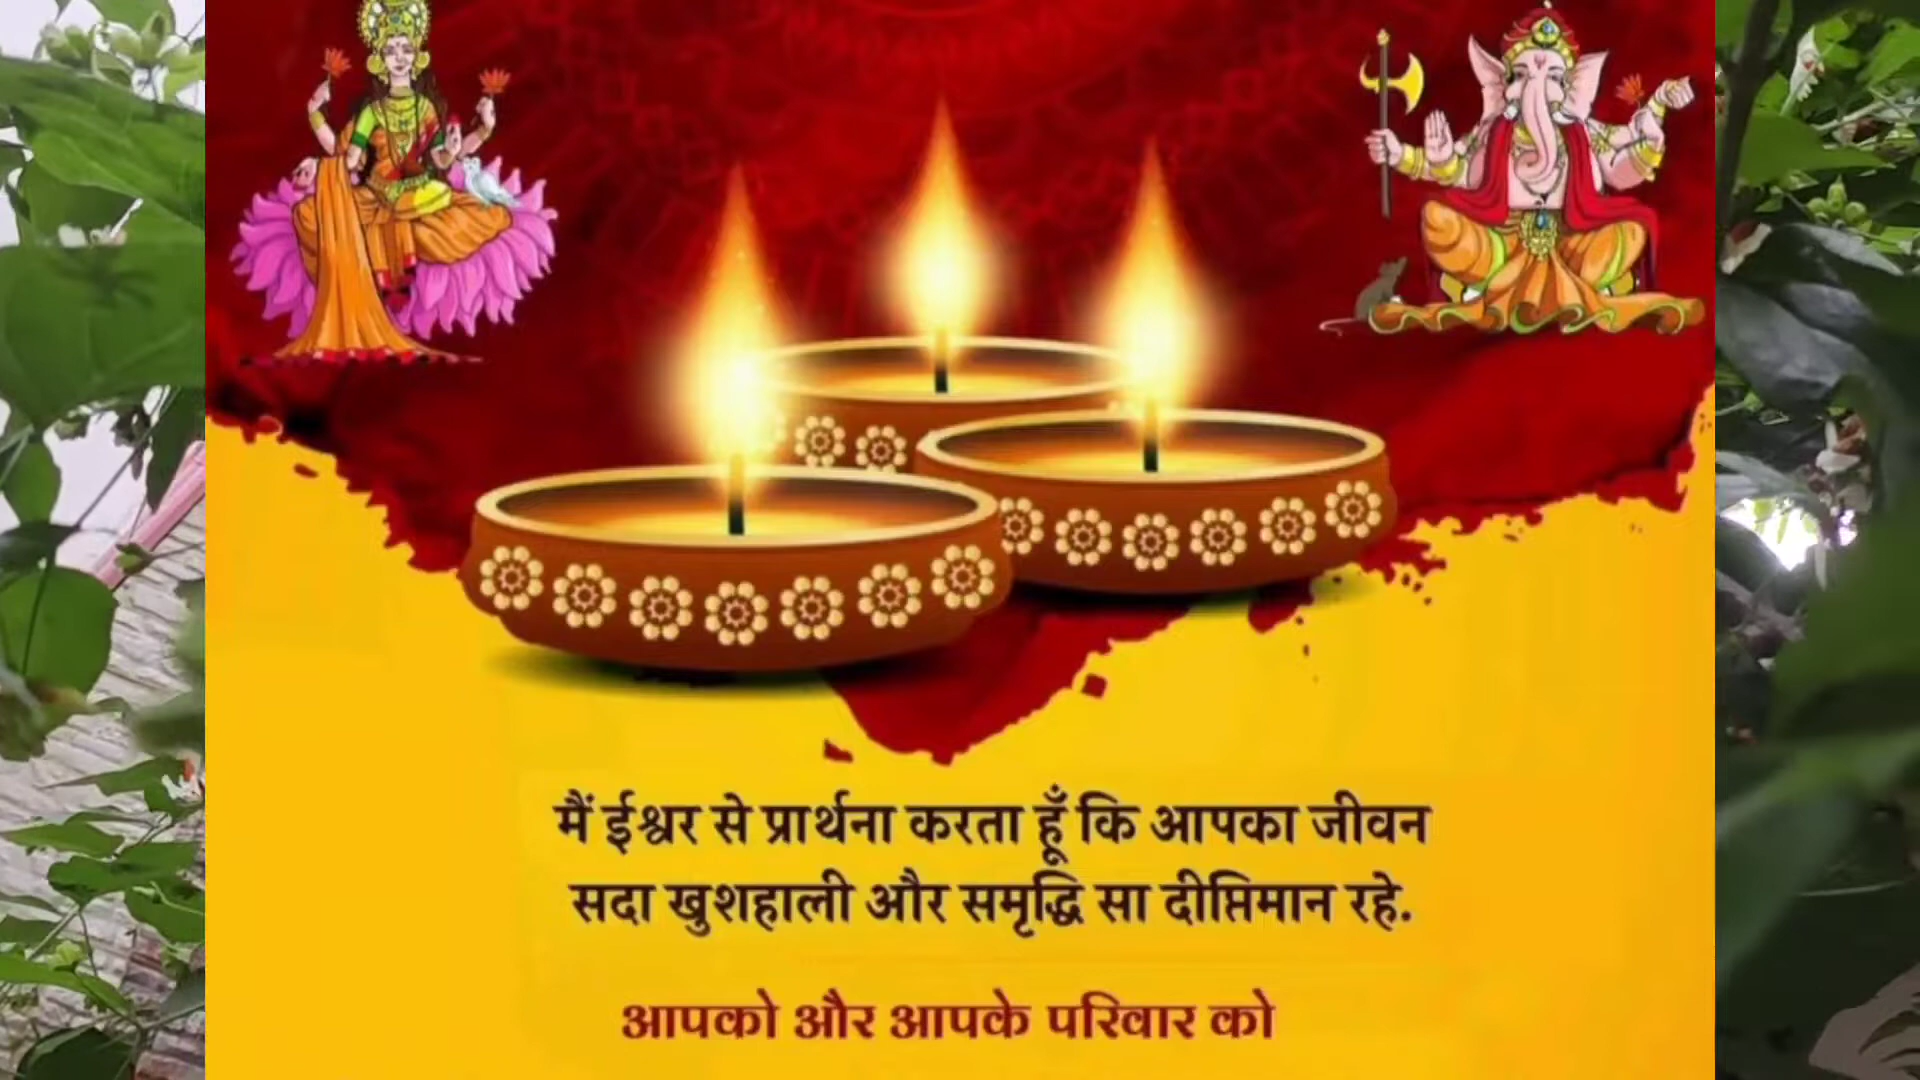 मैं ईश्वर से प्रार्थना करता हूँ कि आपका जीवन
सदा खुशहाली और समृद्धि सा दीप्तिमान रहे.
आपको और आपके परिवार को